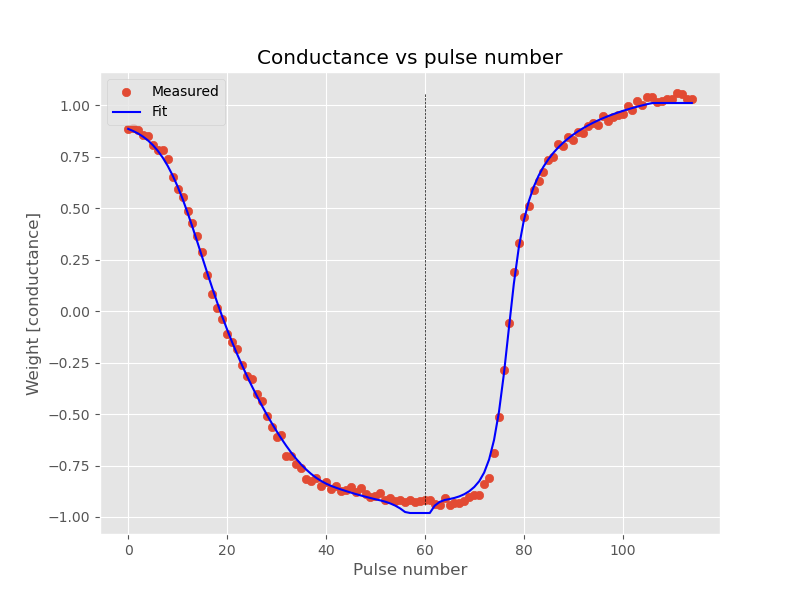 Conductance vs pulse number
Measured
Fit
Weight [conductance]
1.00
0.75
0.50
0.25
0.00
−0.25
−0.50
−0.75
−1.00
0 20 40 60 80 100
Pulse number